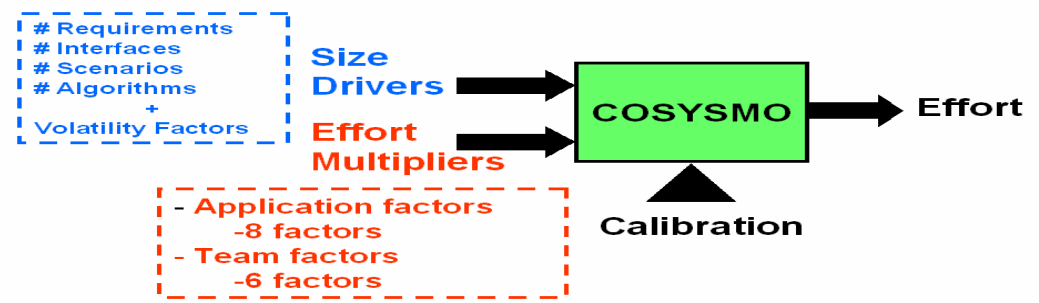 # Requirements
# Interfaces
# Scenarios
# Algorithms
+
Volatility Factors
Size
Drivers
Effort
Multipliers
COSYSMO
Effort
Calibration
- Application factors
-8 factors
- Team factors
-6 factors